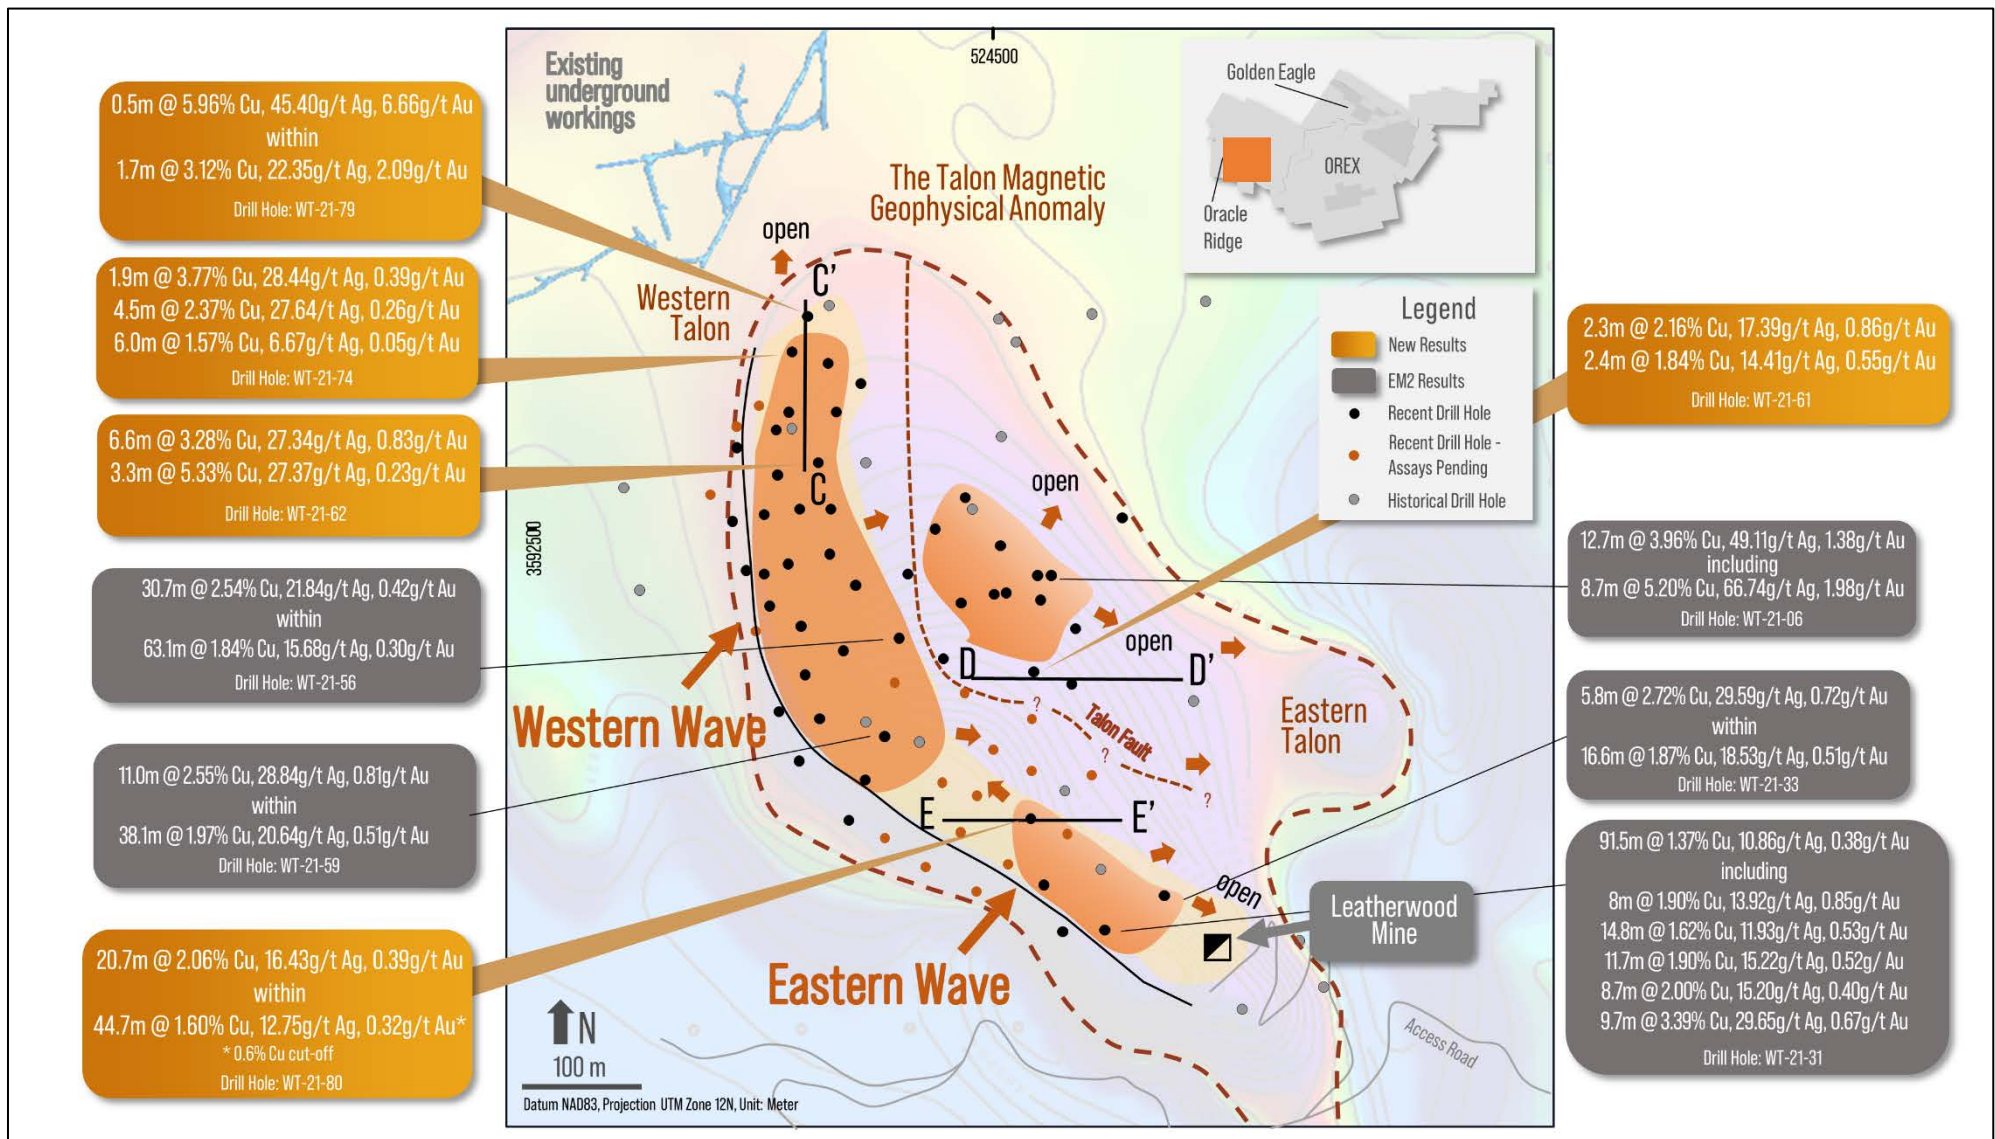 0.5m @ 5.96% Cu, 45.40g/t Ag, 6.66g/t Au
within
1.7m @ 3.12% Cu, 22.35g/t Ag, 2.09g/t Au
Drill Hole: WT-21-79
1.9m @ 3.77% Cu, 28.44g/t Ag, 0.39g/t Au
4.5m @ 2.37% Cu, 27.64/t Ag, 0.26g/t Au
6.0m @ 1.57% Cu, 6.67g/t Ag, 0.05g/t Au
Drill Hole: WT-21-74
6.6m @ 3.28% Cu, 27.34g/t Ag, 0.83g/t Au
3.3m @ 5.33% Cu, 27.37g/t Ag, 0.23g/t Au
Drill Hole: WT-21-62
30.7m @ 2.54% Cu, 21.84g/t Ag, 0.42g/t Au
within
63.1m @ 1.84% Cu, 15.68g/t Ag, 0.30g/t Au
Drill Hole: WT-21-56
11.0m @ 2.55% Cu, 28.84g/t Ag, 0.81g/t Au
within
38.1m @ 1.97% Cu, 20.64g/t Ag, 0.51g/t Au
Drill Hole: WT-21-59
20.7m @ 2.06% Cu, 16.43g/t Ag, 0.39g/t Au
within
44.7m @ 1.60% Cu, 12.75g/t Ag, 0.32g/t Au*
* 0.6% Cu cut-off
Drill Hole: WT-21-80
524500
3592500
Existing
underground
workings
The Talon Magnetic
Geophysical Anomaly
open
C'
Western
Talon
C
open
open
D
D'
?
Talon Fault
?
?
Eastern
Talon
Western Wave
E
E'
open
Eastern Wave
Leatherwood
Mine
Access Road
N
100 m
Datum NAD83, Projection UTM Zone 12N, Unit: Meter
Golden Eagle
OREX
Oracle
Ridge
Legend
New Results
EM2 Results
Recent Drill Hole
Recent Drill Hole -
Assays Pending
Historical Drill Hole
2.3m @ 2.16% Cu, 17.39g/t Ag, 0.86g/t Au
2.4m @ 1.84% Cu, 14.41g/t Ag, 0.55g/t Au
Drill Hole: WT-21-61
12.7m @ 3.96% Cu, 49.11g/t Ag, 1.38g/t Au
including
8.7m @ 5.20% Cu, 66.74g/t Ag, 1.98g/t Au
Drill Hole: WT-21-06
5.8m @ 2.72% Cu, 29.59g/t Ag, 0.72g/t Au
within
16.6m @ 1.87% Cu, 18.53g/t Ag, 0.51g/t Au
Drill Hole: WT-21-33
91.5m @ 1.37% Cu, 10.86g/t Ag, 0.38g/t Au
including
8m @ 1.90% Cu, 13.92g/t Ag, 0.85g/t Au
14.8m @ 1.62% Cu, 11.93g/t Ag, 0.53g/t Au
11.7m @ 1.90% Cu, 15.22g/t Ag, 0.52g/ Au
8.7m @ 2.00% Cu, 15.20g/t Ag, 0.40g/t Au
9.7m @ 3.39% Cu, 29.65g/t Ag, 0.67g/t Au
Drill Hole: WT-21-31